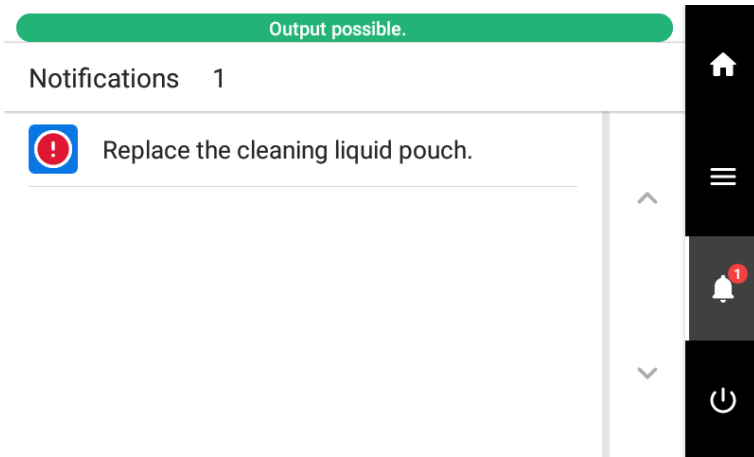 Output possible.
Notifications 1
Replace the cleaning liquid pouch.
1